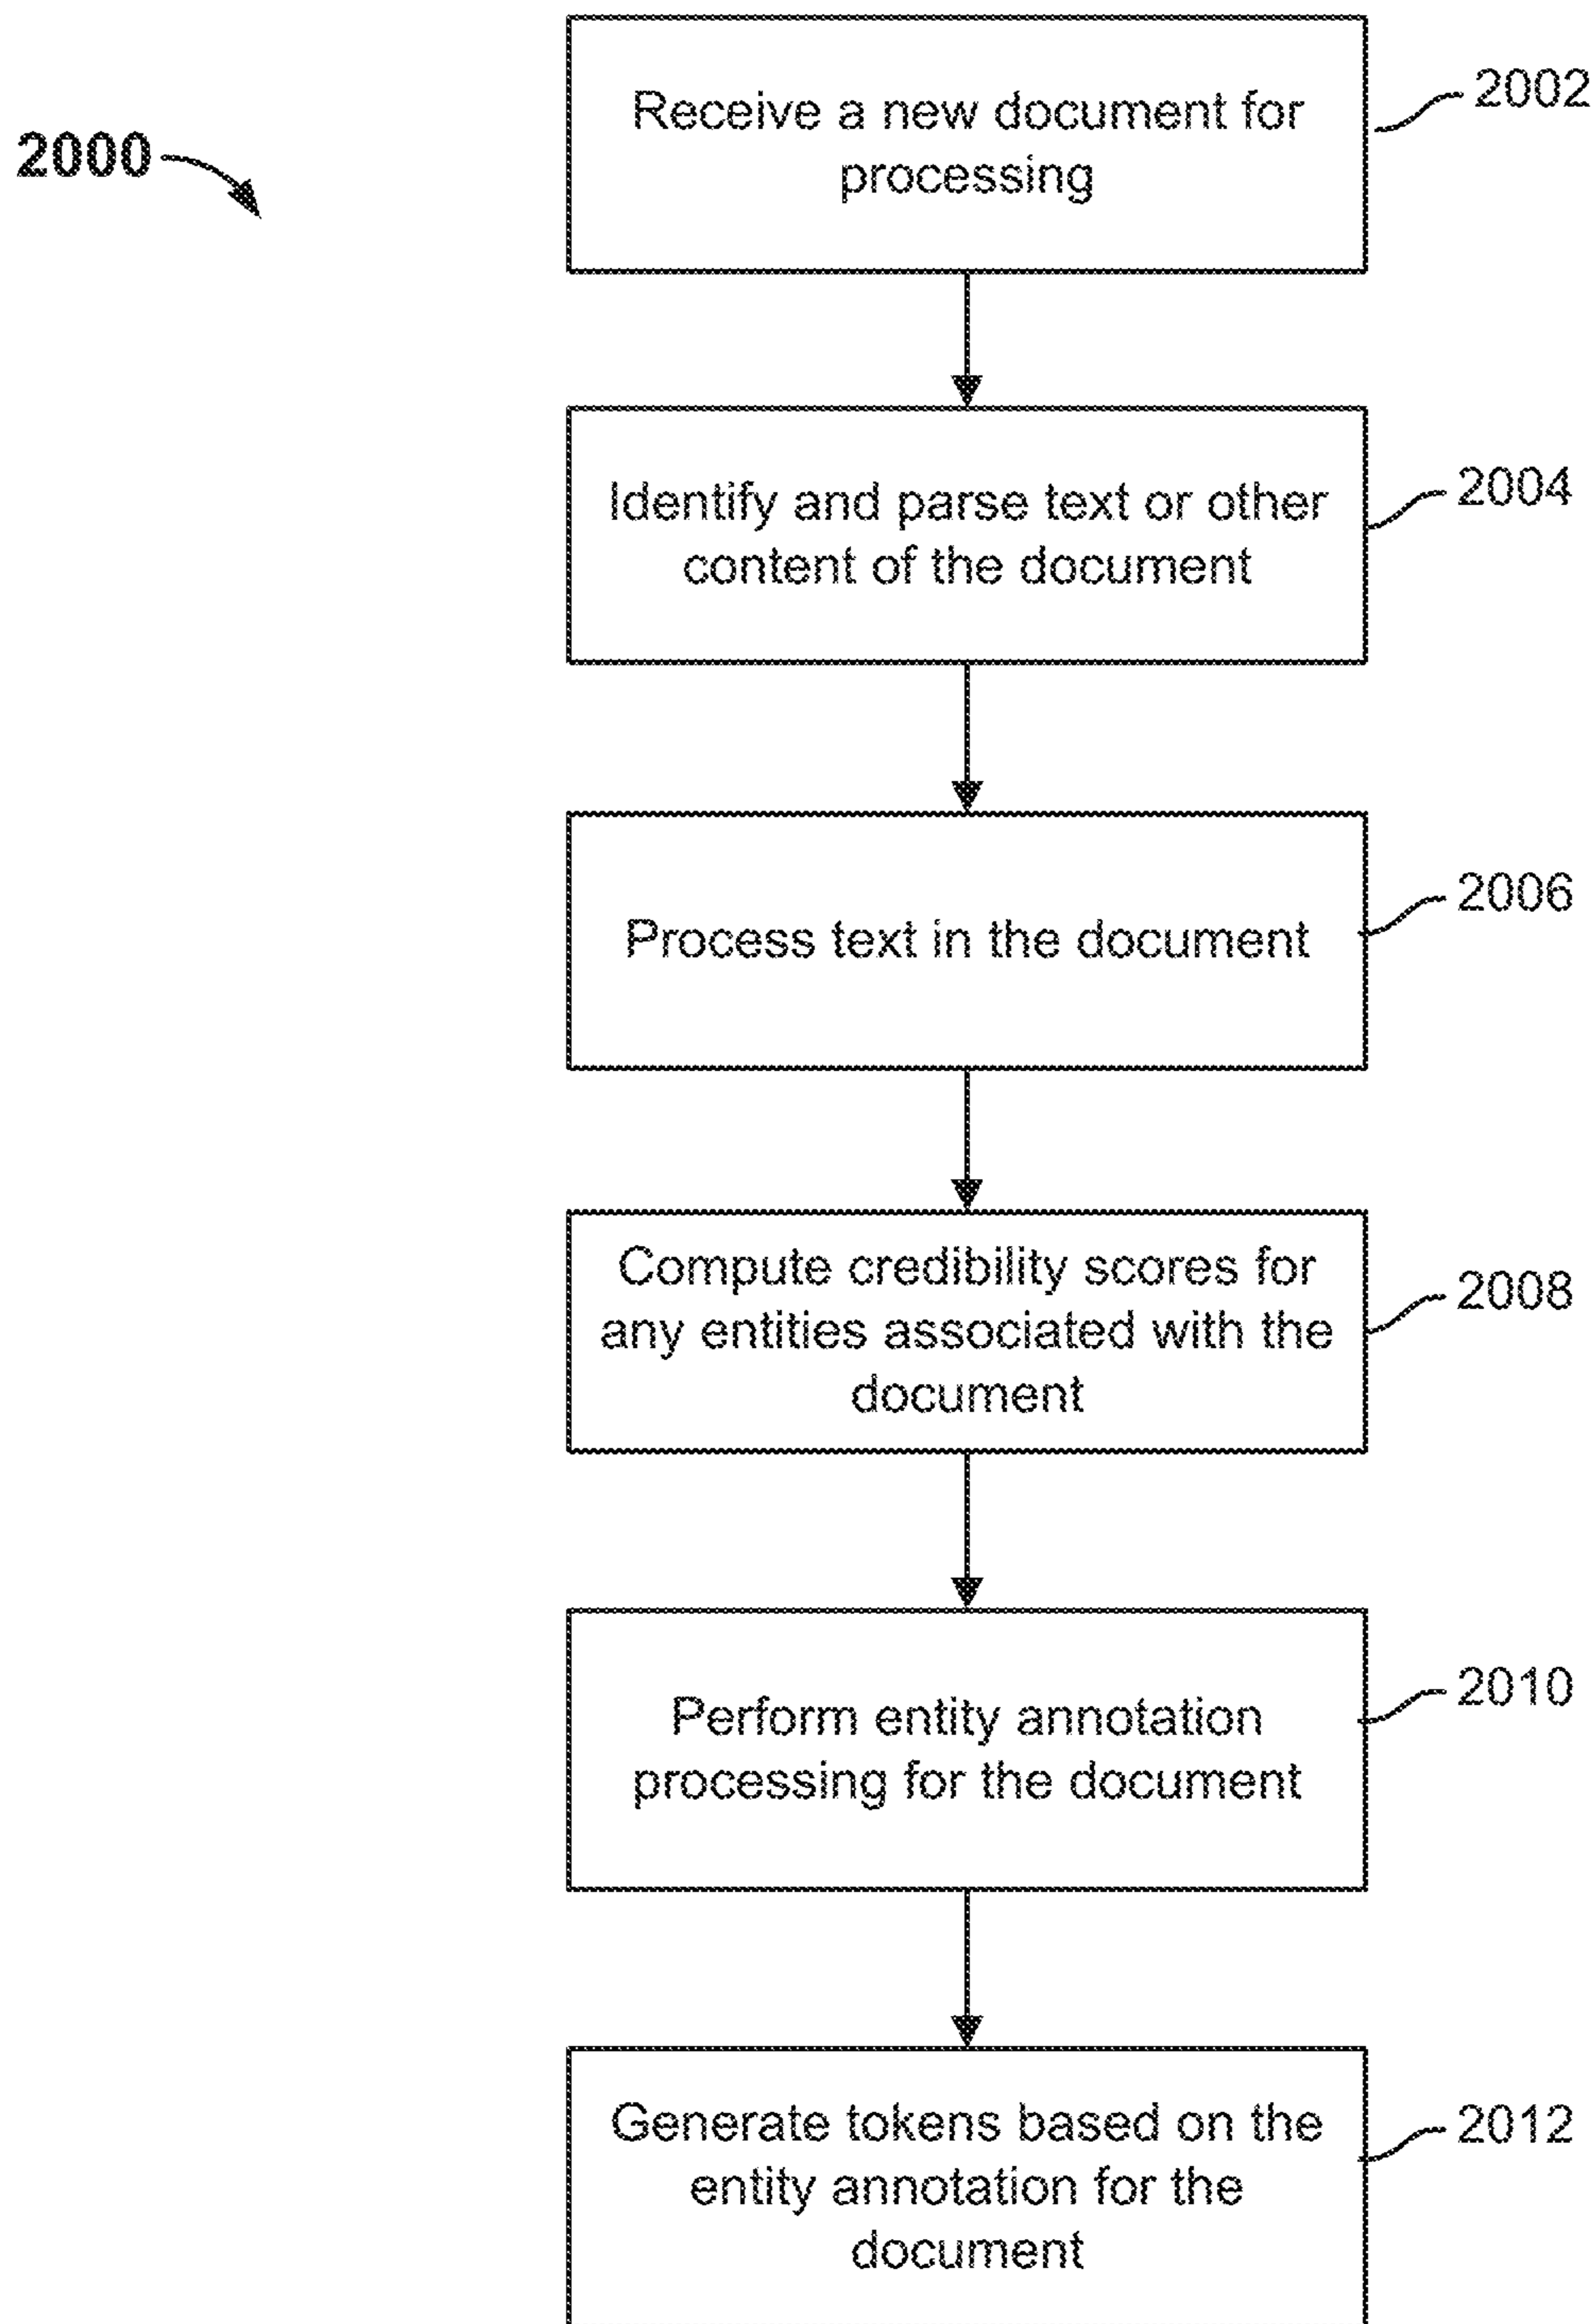 2000
Receive a new document for
processing
2002
Identify and parse text or other
content of the document
2004
Process text in the document
2006
Compute credibility scores for
any entities associated with the
document
2008
Perform entity annotation
processing for the document
2010
Generate tokens based on the
entity annotation for the
document
2012